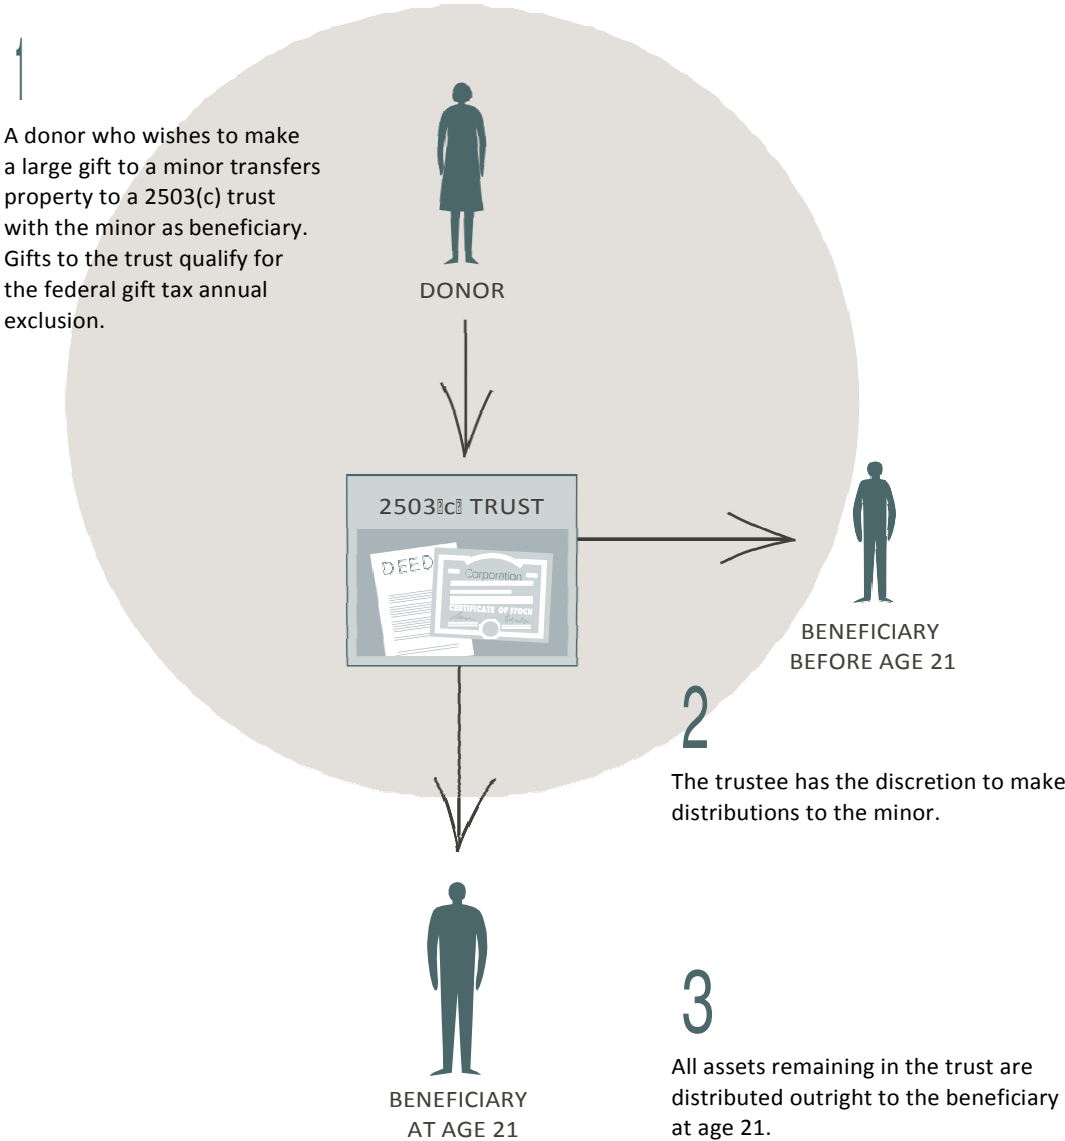 1
A donor who wishes to make
a large gift to a minor transfers
property to a 2503(c) trust
with the minor as beneficiary.
Gifts to the trust qualify for
the federal gift tax annual
exclusion.
DONOR
2503▯c▯ TRUST
DEED
Corporation
CERTIFICATE OF STOCK
BENEFICIARY
BEFORE AGE 21
2
The trustee has the discretion to make
distributions to the minor.
BENEFICIARY
AT AGE 21
3
All assets remaining in the trust are
distributed outright to the beneficiary
at age 21.